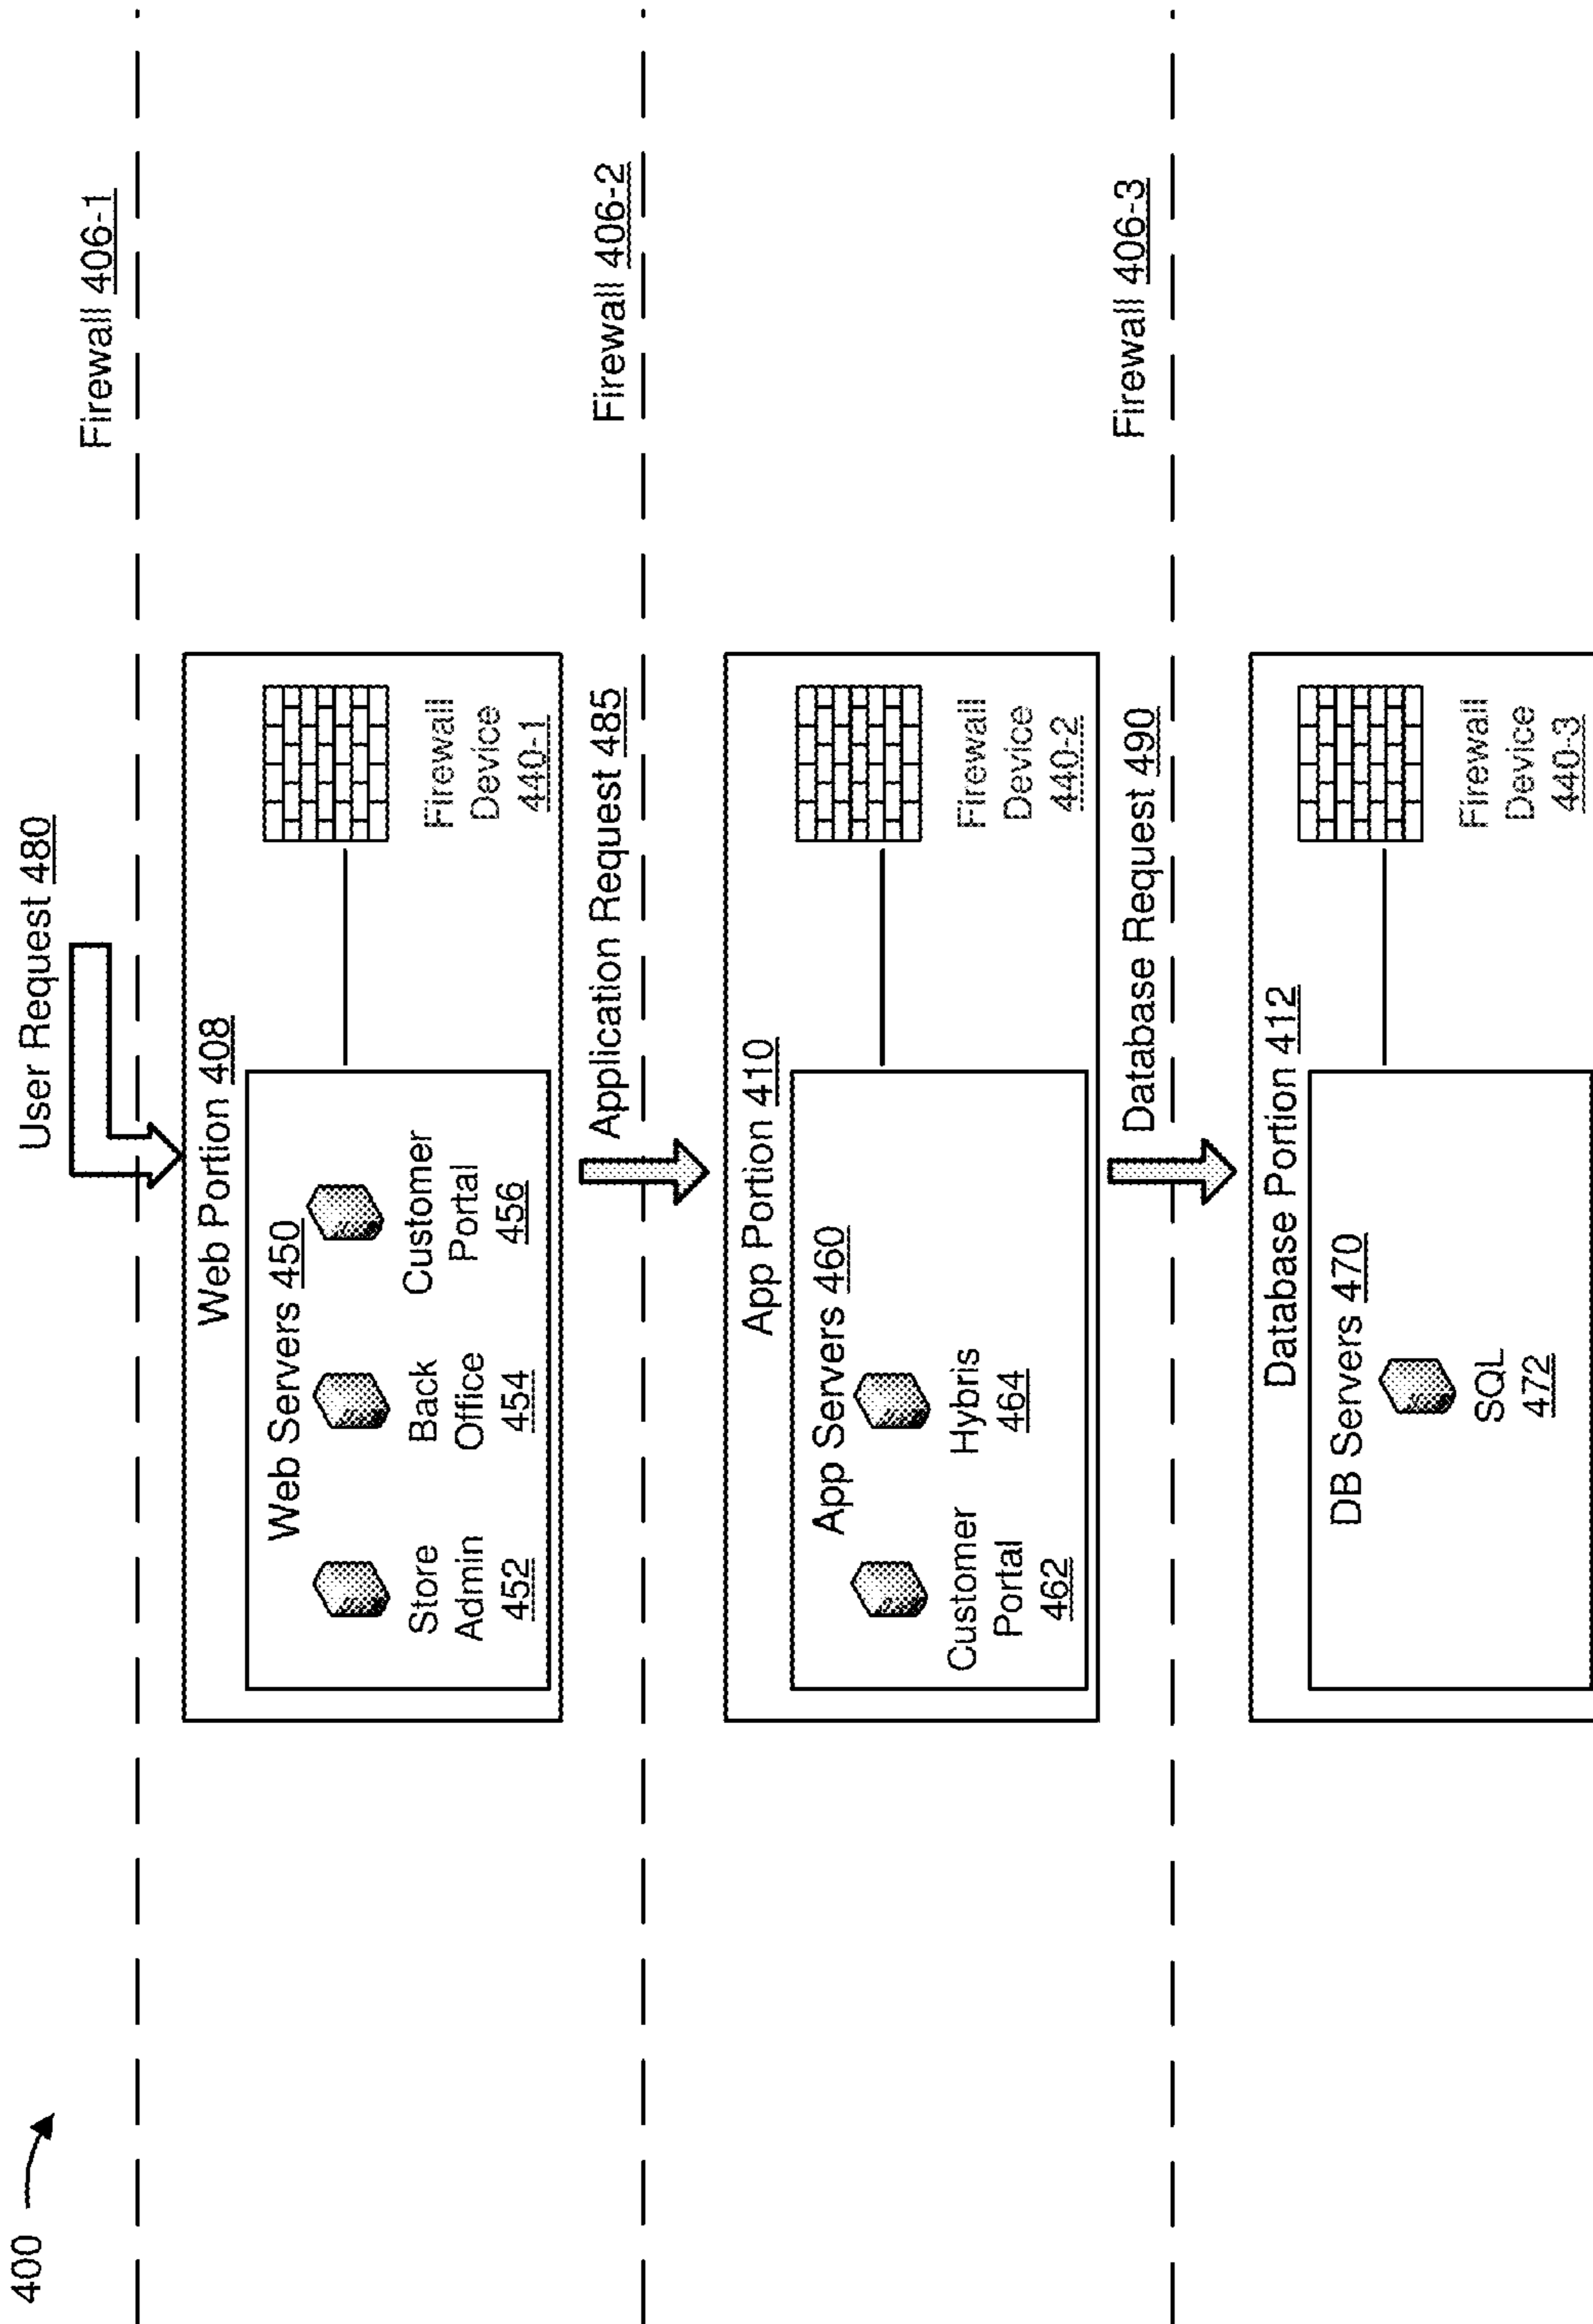 400
User Request 480
Firewall 406-1
Web Portion 408
Web Servers 450
Store
Admin
452
Back
Office
454
Customer
Portal
456
Firewall
Device
440-1
Application Request 485
Firewall 406-2
App Portion 410
App Servers 460
Customer
Portal
462
Hybris
464
Firewall
Device
440-2
Database Request 490
Firewall 406-3
Database Portion 412
DB Servers 470
SQL
472
Firewall
Device
440-3